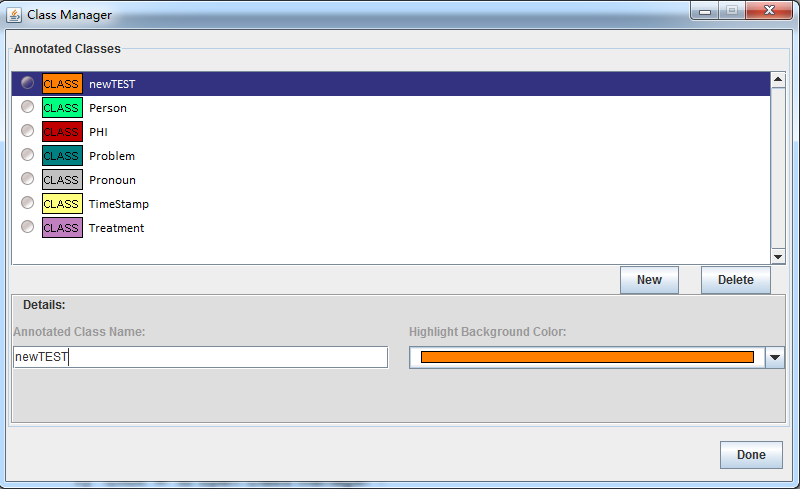 Class Manager
Annotated Classes
CLASS newTEST
CLASS Person
CLASS PHI
CLASS Problem
CLASS Pronoun
CLASS TimeStamp
CLASS Treatment
New Delete
Details:
Annotated Class Name: Highlight Background Color:
newTEST
Done